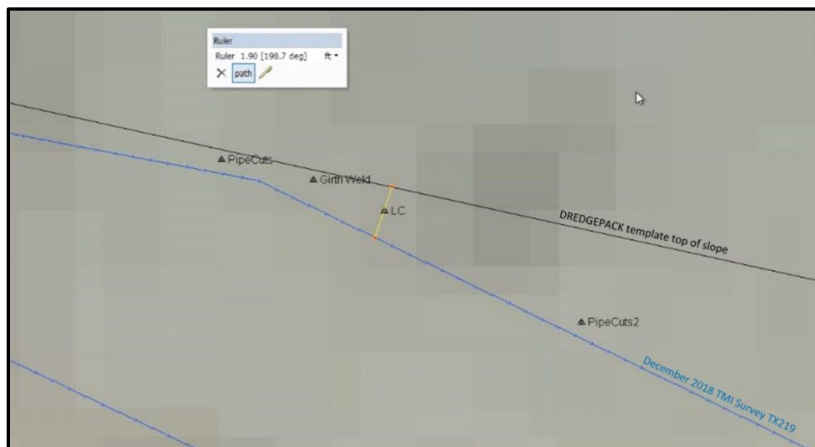 Ruler
Ruler 1.90 [198.7 deg] ft
path
PipeCuts
Girth Weld
LC
DREDGEPACK template top of slope
PipeCuts2
December 2018 TMI Survey TX219